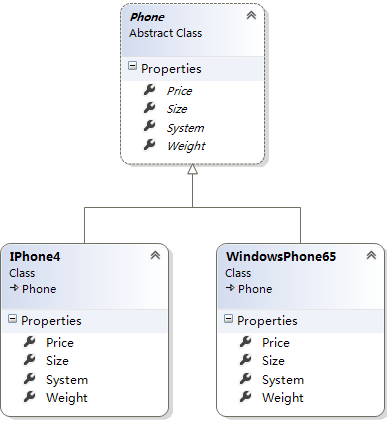 Phone
Abstract Class
Properties
Price
Size
System
Weight
IPhone4
Class
Phone
Properties
Price
Size
System
Weight
WindowsPhone65
Class
Phone
Properties
Price
Size
System
Weight